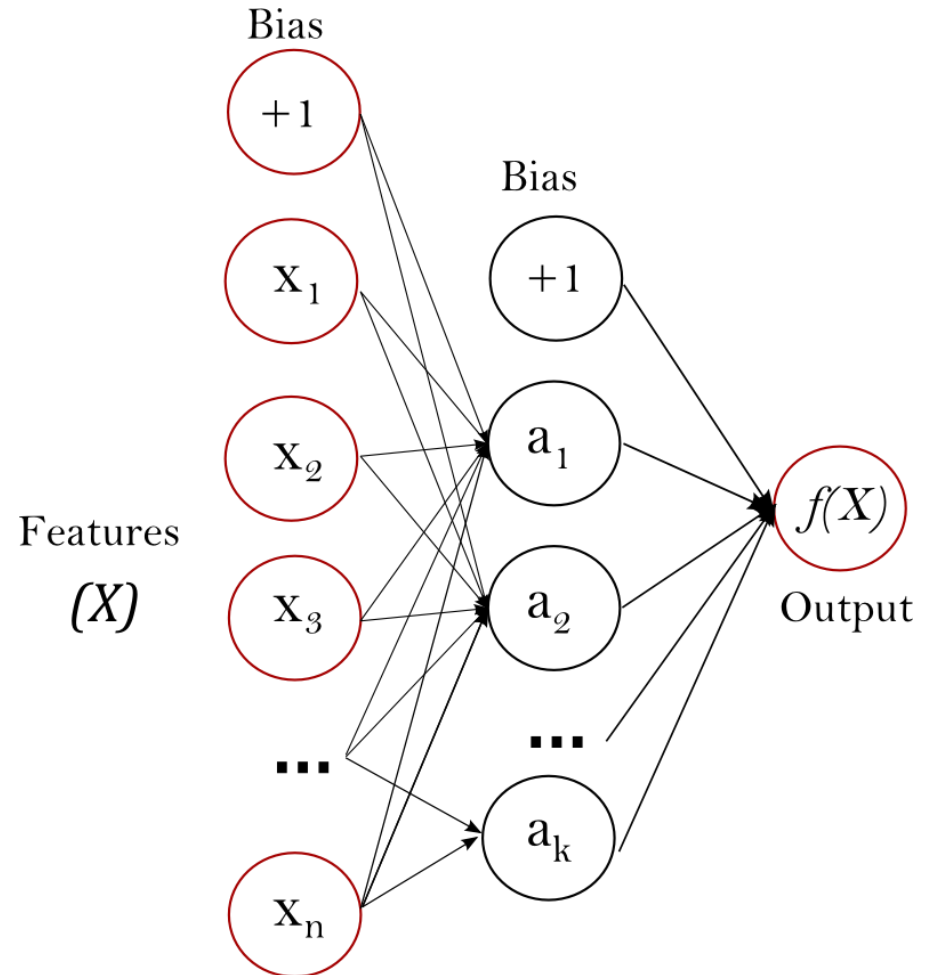 Bias
+1
x₁
x₂
x₃
...
xₙ
Features
(X)
Bias
+1
a₁
a₂
...
aₖ
f(X)
Output